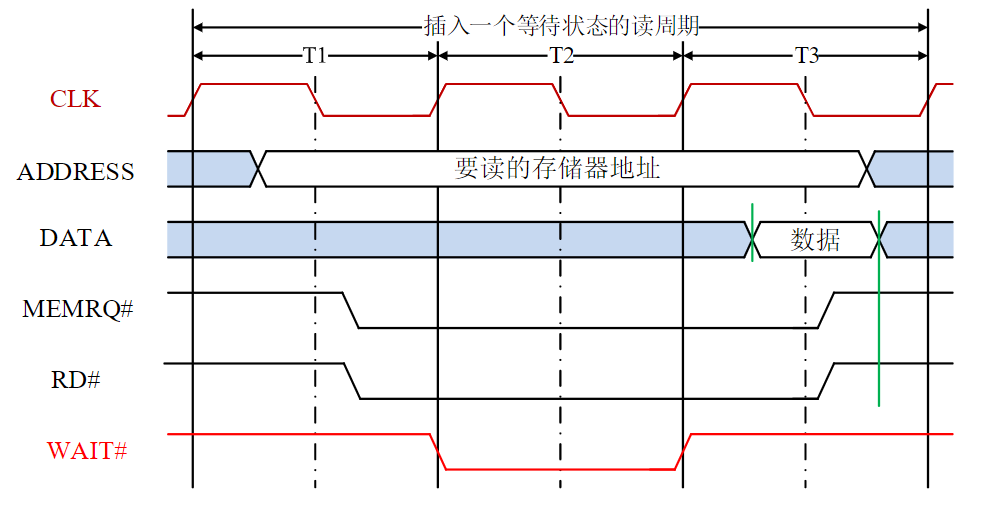 插入一个等待状态的读周期
T1 T2 T3
CLK
ADDRESS 要读的存储器地址
DATA 数据
MEMRQ#
RD#
WAIT#